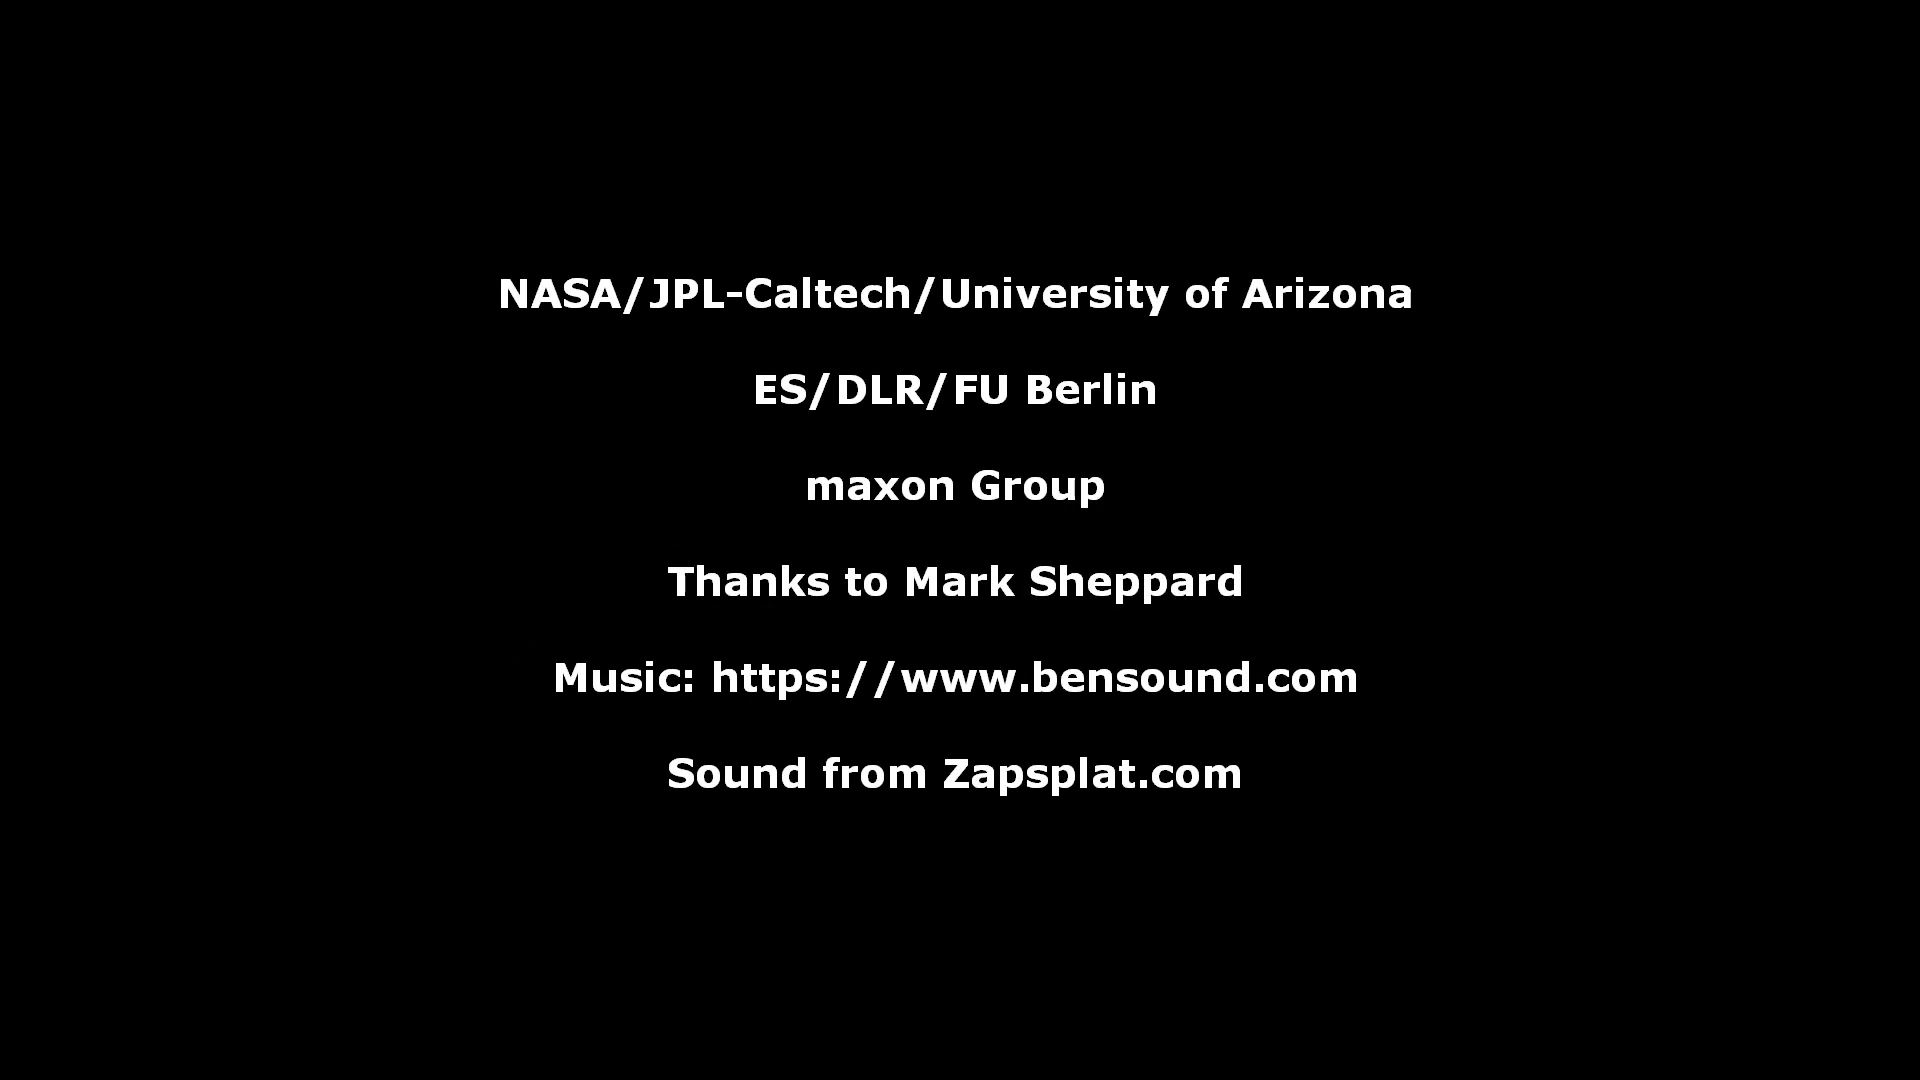 NASA/JPL-Caltech/University of Arizona
ES/DLR/FU Berlin
maxon Group
Thanks to Mark Sheppard
Music: https://www.bensound.com
Sound from Zapsplat.com